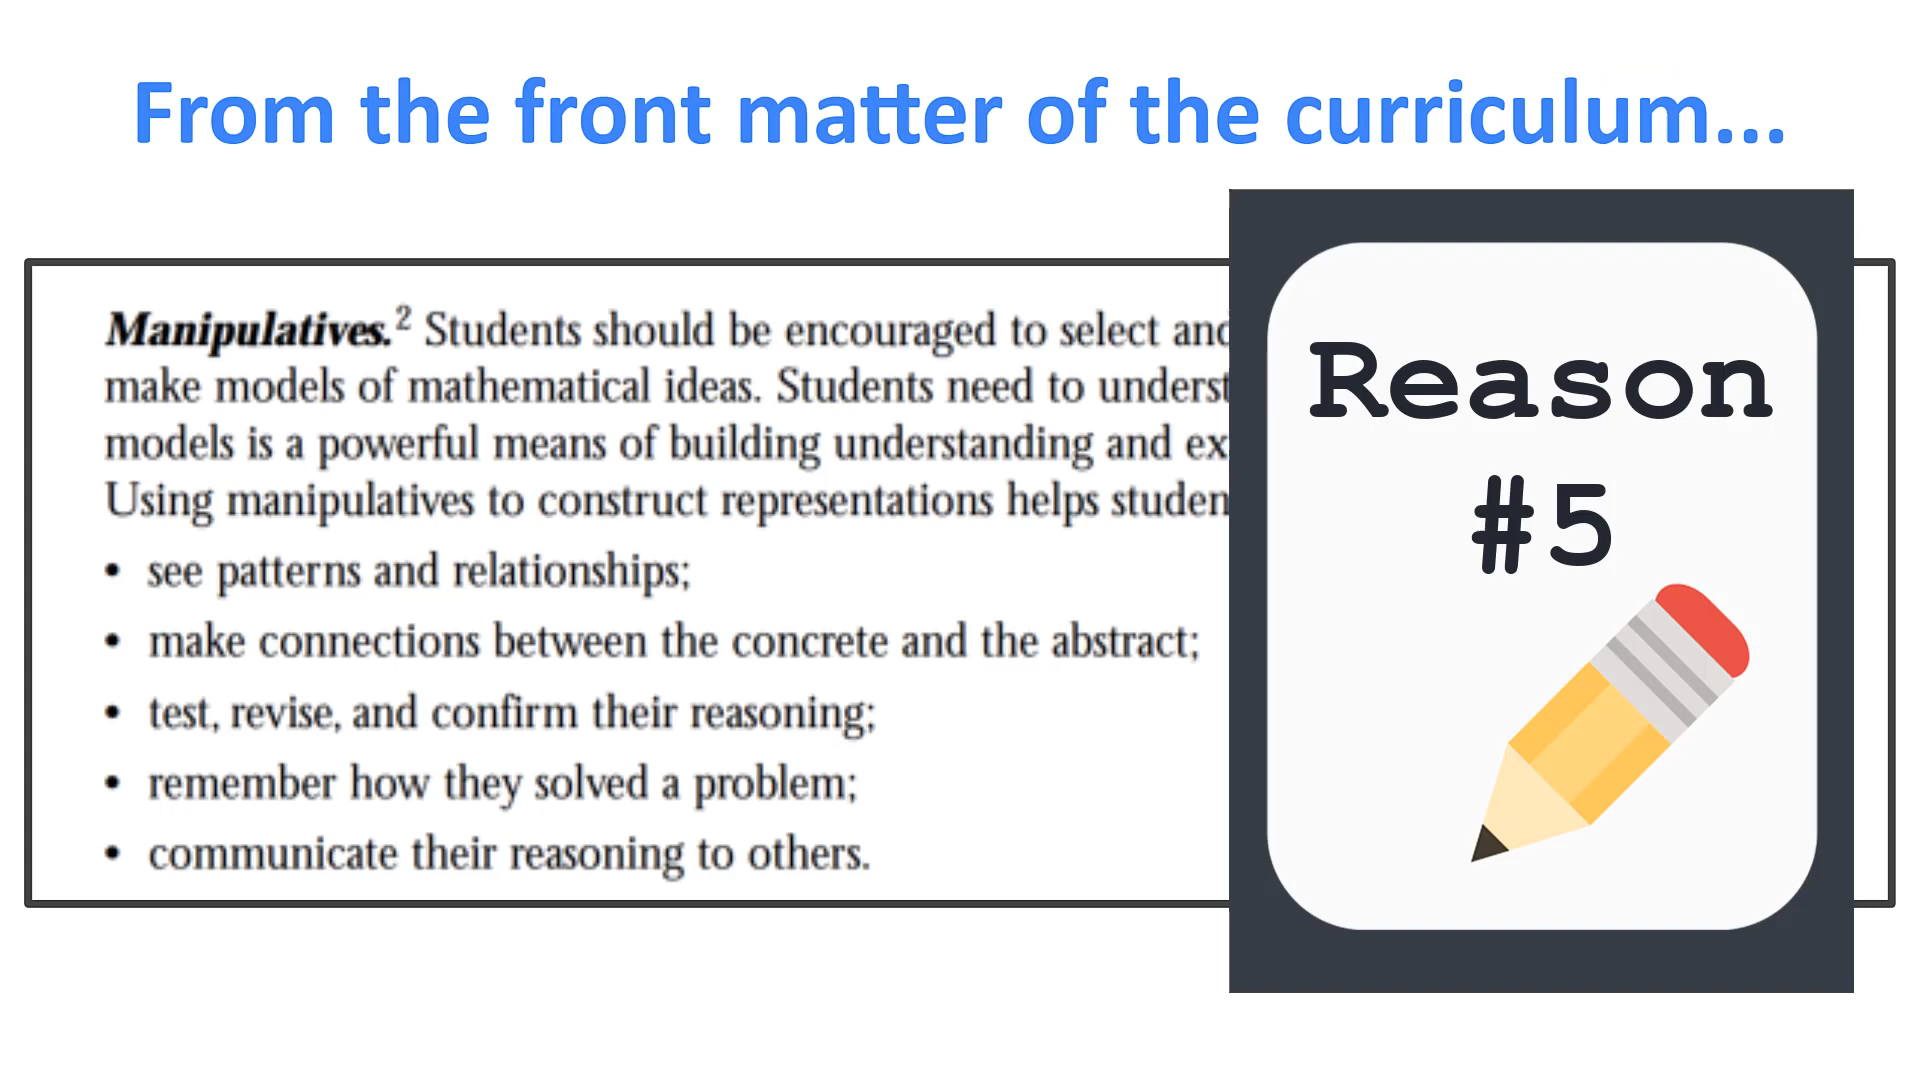 From the front matter of the curriculum...
Manipulatives.² Students should be encouraged to select and
make models of mathematical ideas. Students need to
models is a powerful means of building understanding and
Using manipulatives to construct representations helps
• see patterns and relationships;
• make connections between the concrete and the abstract;
• test, revise, and confirm their reasoning;
• remember how they solved a problem;
• communicate their reasoning to others.
Reason
#5